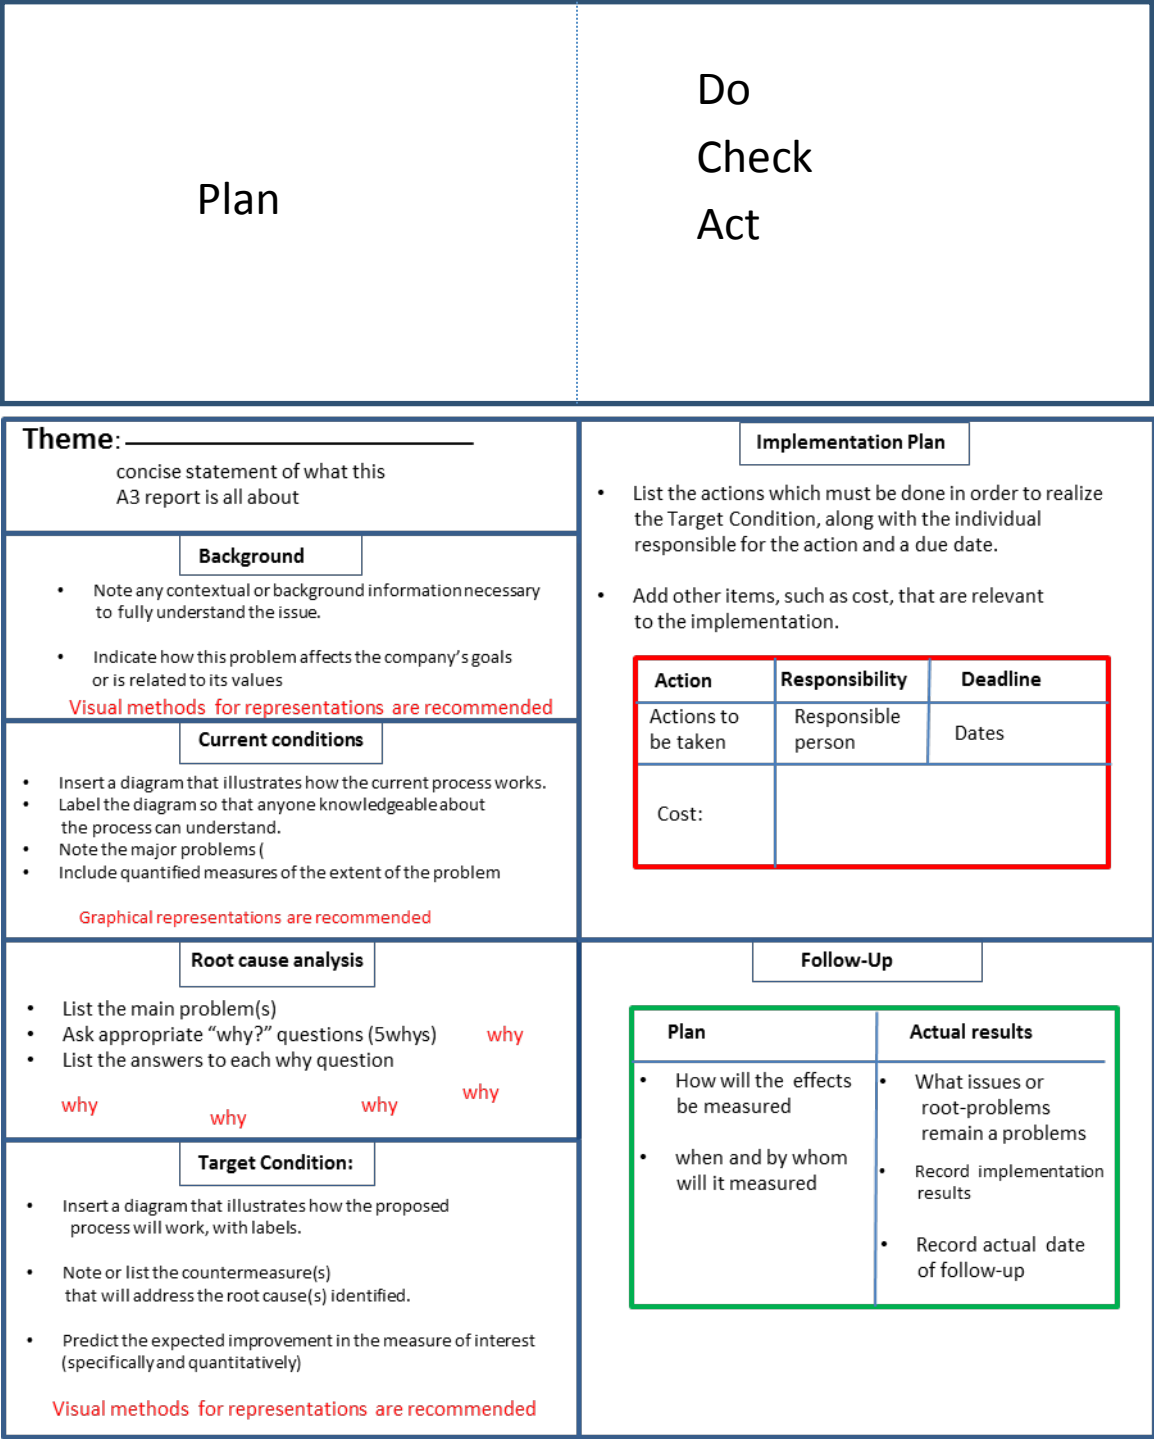 Plan
Do
Check
Act
Theme:
concise statement of what this
A3 report is all about
Background
• Note any contextual or background information necessary
to fully understand the issue.
• Indicate how this problem affects the company's goals
or is related to its values
Visual methods for representations are recommended
Current conditions
• Insert a diagram that illustrates how the current process works.
• Label the diagram so that anyone knowledgeable about
the process can understand.
• Note the major problems (
• Include quantified measures of the extent of the problem
Graphical representations are recommended
Root cause analysis
• List the main problem(s)
• Ask appropriate “why?” questions (5whys) why
• List the answers to each why question
why
why
why
why
Target Condition:
• Insert a diagram that illustrates how the proposed
process will work, with labels.
• Note or list the countermeasure(s)
that will address the root cause(s) identified.
• Predict the expected improvement in the measure of interest
(specifically and quantitatively)
Visual methods for representations are recommended
Implementation Plan
• List the actions which must be done in order to realize
the Target Condition, along with the individual
responsible for the action and a due date.
• Add other items, such as cost, that are relevant
to the implementation.
Action Responsibility Deadline
Actions to
be taken
Responsible
person
Dates
Cost:
Follow-Up
Plan
• How will the effects
be measured
• when and by whom
will it measured
Actual results
• What issues or
root-problems
remain a problems
• Record implementation
results
• Record actual date
of follow-up